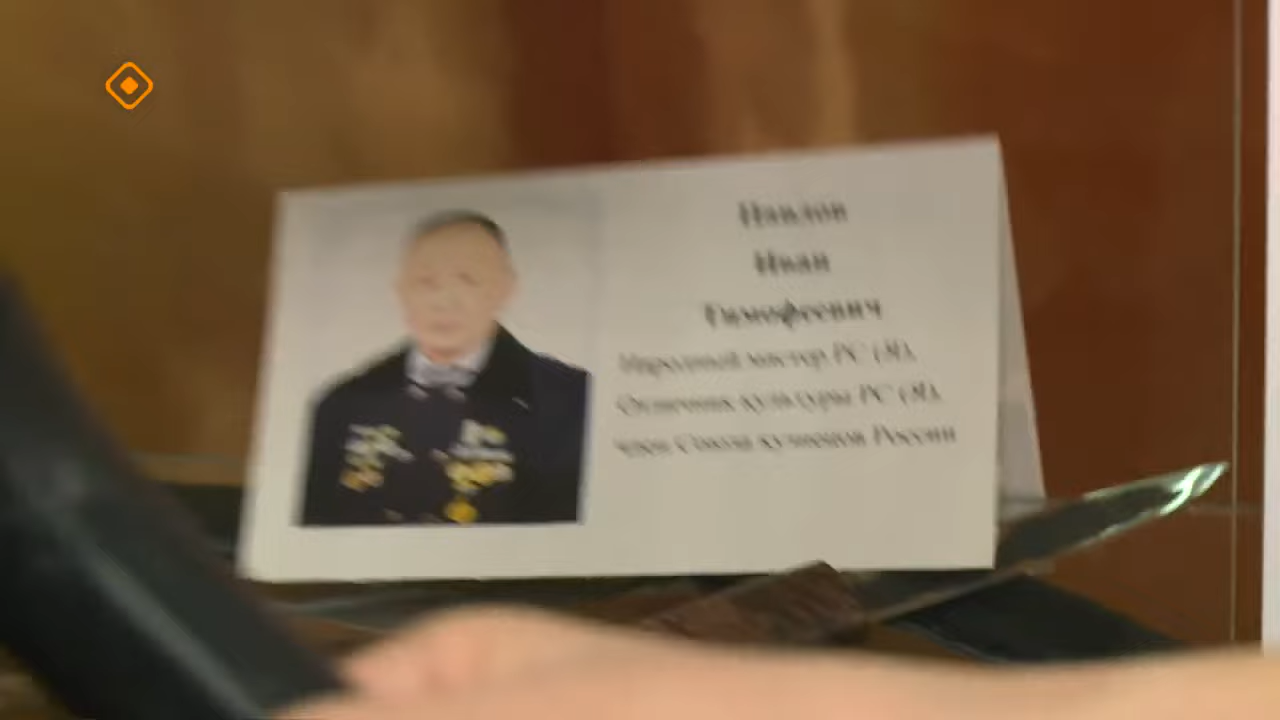 Павлов
Иван
Тимофеевич
Народный мастер РС (Я),
Отличник культуры РС (Я),
член Союза кузнецов России